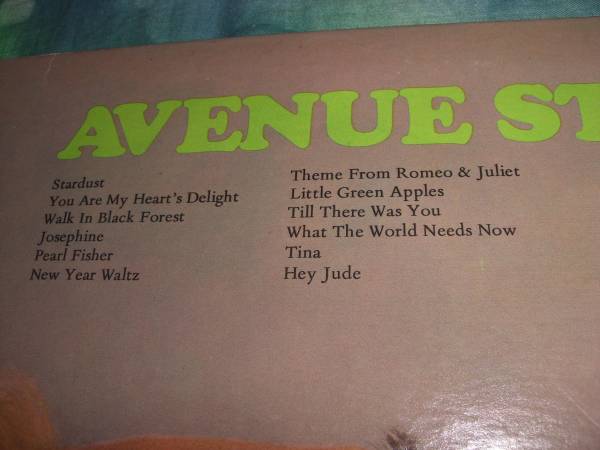 AVENUE ST
Stardust
You Are My Heart's Delight
Walk In Black Forest
Josephine
Pearl Fisher
New Year Waltz
Theme From Romeo & Juliet
Little Green Apples
Till There Was You
What The World Needs Now
Tina
Hey Jude